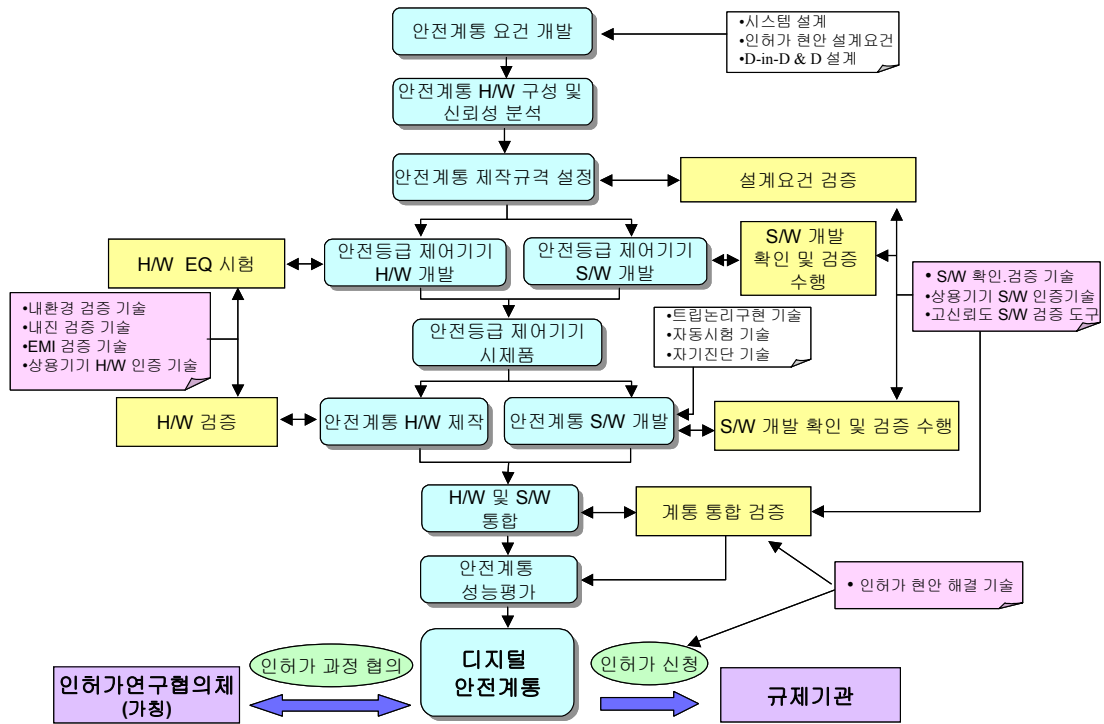 안전계통 요건 개발
•시스템 설계
•인허가 현안 설계요건
•D-in-D & D 설계
안전계통 H/W 구성 및
신뢰성 분석
안전계통 제작규격 설정
설계요건 검증
H/W EQ 시험
안전등급 제어기기
H/W 개발
안전등급 제어기기
S/W 개발
S/W 개발
확인 및 검증
수행
• S/W 확인.검증 기술
•상용기기 S/W 인증기술
•고신뢰도 S/W 검증 도구
•내환경 검증 기술
•내진 검증 기술
•EMI 검증 기술
•상용기기 H/W 인증 기술
안전등급 제어기기
시제품
•트립논리구현 기술
•자동시험 기술
•자기진단 기술
H/W 검증
안전계통 H/W 제작
안전계통 S/W 개발
S/W 개발 확인 및 검증 수행
H/W 및 S/W
통합
계통 통합 검증
안전계통
성능평가
• 인허가 현안 해결 기술
인허가 과정 협의
디지털
안전계통
인허가 신청
인허가연구협의체
(가칭)
규제기관